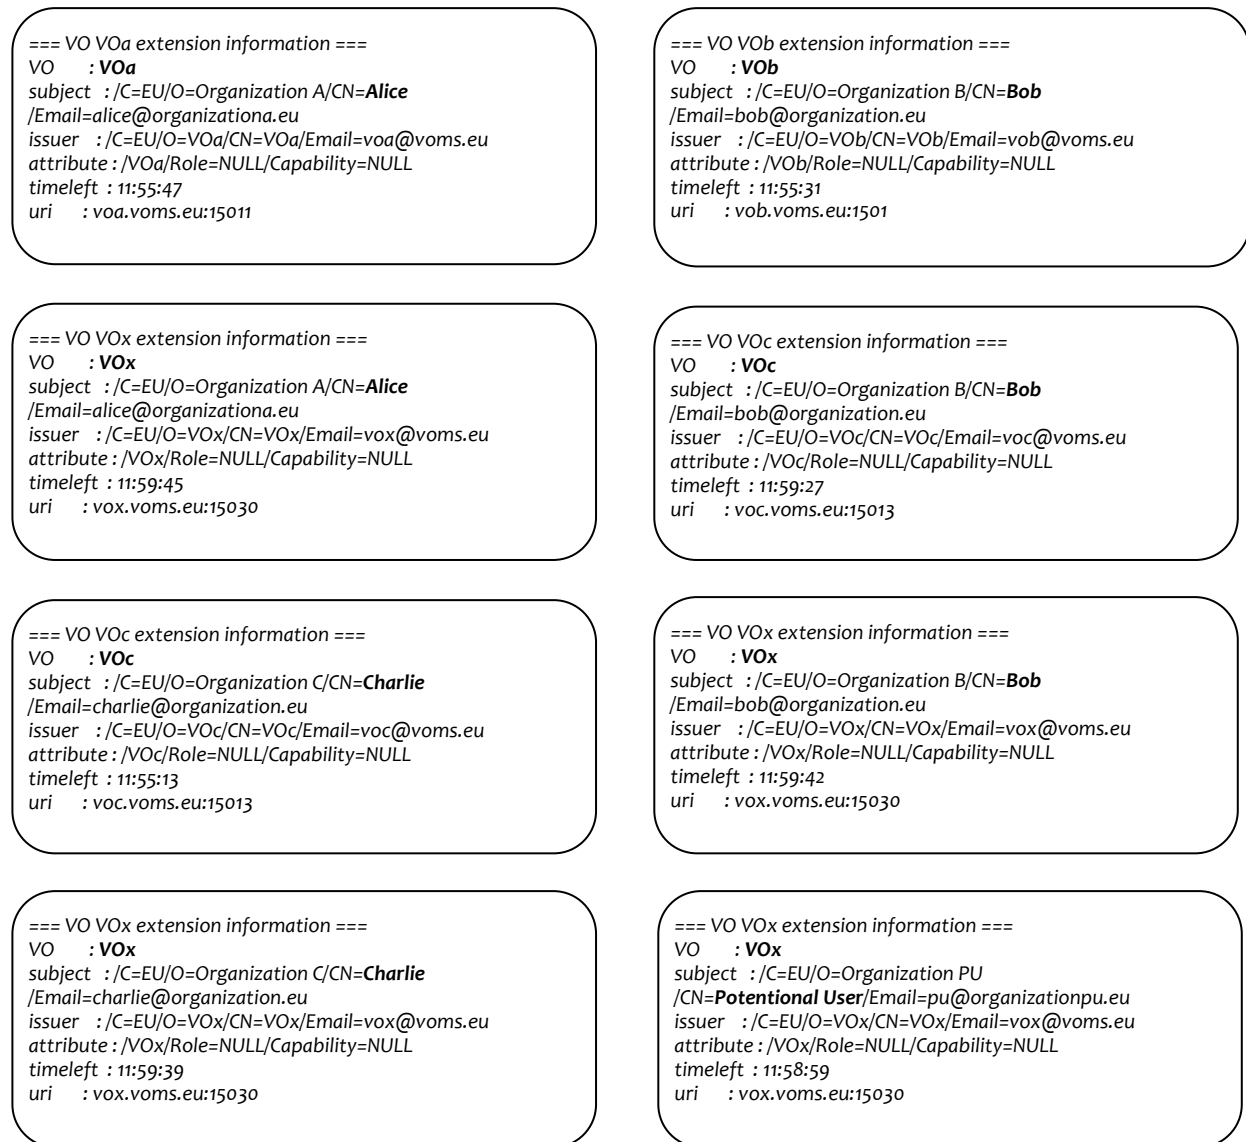 === VO VOa extension information ===
VO : VOa
subject : /C=EU/O=Organization A/CN=Alice
/Email=alice@organizationa.eu
issuer : /C=EU/O=VOa/CN=VOa/Email=voa@voms.eu
attribute : /VOa/Role=NULL/Capability=NULL
timeleft : 11:55:47
uri : voa.voms.eu:15011
=== VO VOb extension information ===
VO : VOb
subject : /C=EU/O=Organization B/CN=Bob
/Email=bob@organization.eu
issuer : /C=EU/O=VOb/CN=VOb/Email=vob@voms.eu
attribute : /VOb/Role=NULL/Capability=NULL
timeleft : 11:55:31
uri : vob.voms.eu:1501
=== VO VOx extension information ===
VO : VOx
subject : /C=EU/O=Organization A/CN=Alice
/Email=alice@organizationa.eu
issuer : /C=EU/O=VOx/CN=VOx/Email=vox@voms.eu
attribute : /VOx/Role=NULL/Capability=NULL
timeleft : 11:59:45
uri : vox.voms.eu:15030
=== VO VOc extension information ===
VO : VOc
subject : /C=EU/O=Organization B/CN=Bob
/Email=bob@organization.eu
issuer : /C=EU/O=VOc/CN=VOc/Email=voc@voms.eu
attribute : /VOc/Role=NULL/Capability=NULL
timeleft : 11:59:27
uri : voc.voms.eu:15013
=== VO VOc extension information ===
VO : VOc
subject : /C=EU/O=Organization C/CN=Charlie
/Email=charlie@organization.eu
issuer : /C=EU/O=VOc/CN=VOc/Email=voc@voms.eu
attribute : /VOc/Role=NULL/Capability=NULL
timeleft : 11:55:13
uri : voc.voms.eu:15013
=== VO VOx extension information ===
VO : VOx
subject : /C=EU/O=Organization B/CN=Bob
/Email=bob@organization.eu
issuer : /C=EU/O=VOx/CN=VOx/Email=vox@voms.eu
attribute : /VOx/Role=NULL/Capability=NULL
timeleft : 11:59:42
uri : vox.voms.eu:15030
=== VO VOx extension information ===
VO : VOx
subject : /C=EU/O=Organization C/CN=Charlie
/Email=charlie@organization.eu
issuer : /C=EU/O=VOx/CN=VOx/Email=vox@voms.eu
attribute : /VOx/Role=NULL/Capability=NULL
timeleft : 11:59:39
uri : vox.voms.eu:15030
=== VO VOx extension information ===
VO : VOx
subject : /C=EU/O=Organization PU
/CN=Potentional User/Email=pu@organizationpu.eu
issuer : /C=EU/O=VOx/CN=VOx/Email=vox@voms.eu
attribute : /VOx/Role=NULL/Capability=NULL
timeleft : 11:58:59
uri : vox.voms.eu:15030